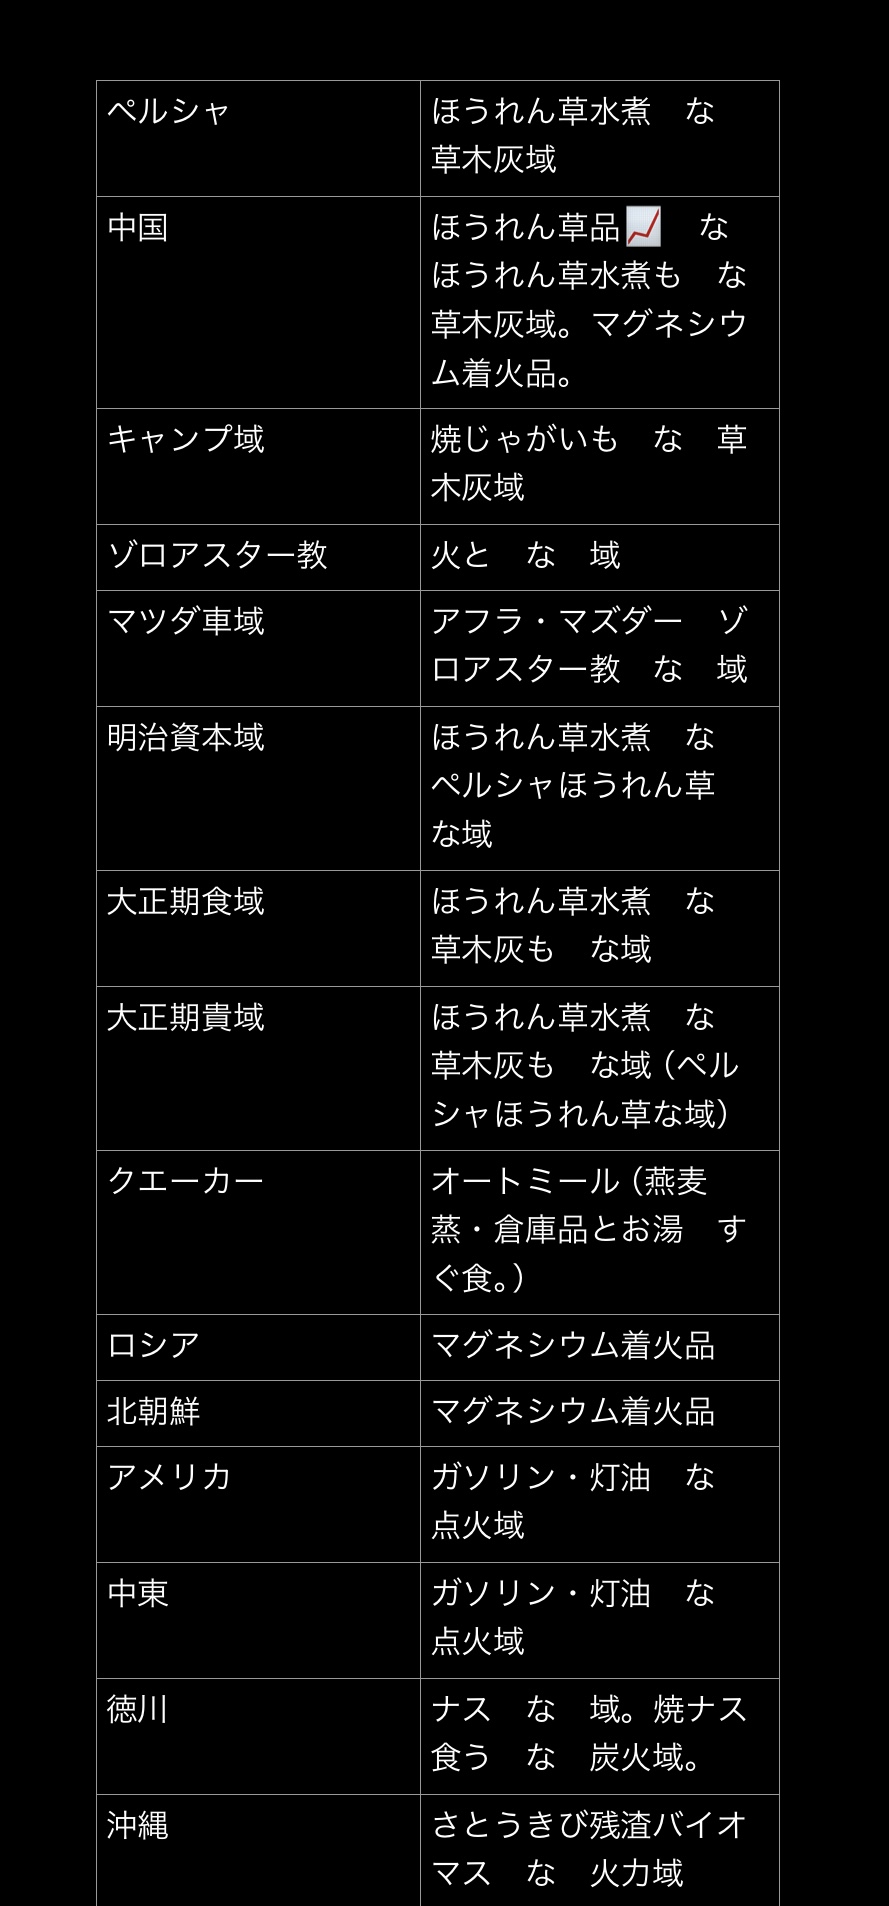 ペルシャ
ほうれん草水煮　な
草木灰域
中国
ほうれん草品📈　な
ほうれん草水煮も　な
草木灰域。マグネシウ
ム着火品。
キャンプ域
焼じゃがいも　な　草
木灰域
ゾロアスター教
火と　な　域
マツダ車域
アフラ・マズダー　ゾ
ロアスター教　な　域
明治資本域
ほうれん草水煮　な
ペルシャほうれん草
な域
大正期食域
ほうれん草水煮　な
草木灰も　な域
大正期貴域
ほうれん草水煮　な
草木灰も　な域（ペル
シャほうれん草な域）
クエーカー
オートミール（燕麦
蒸・倉庫品とお湯　す
ぐ食。）
ロシア
マグネシウム着火品
北朝鮮
マグネシウム着火品
アメリカ
ガソリン・灯油　な
点火域
中東
ガソリン・灯油　な
点火域
徳川
ナス　な　域。焼ナス
食う　な　炭火域。
沖縄
さとうきび残渣バイオ
マス　な　火力域